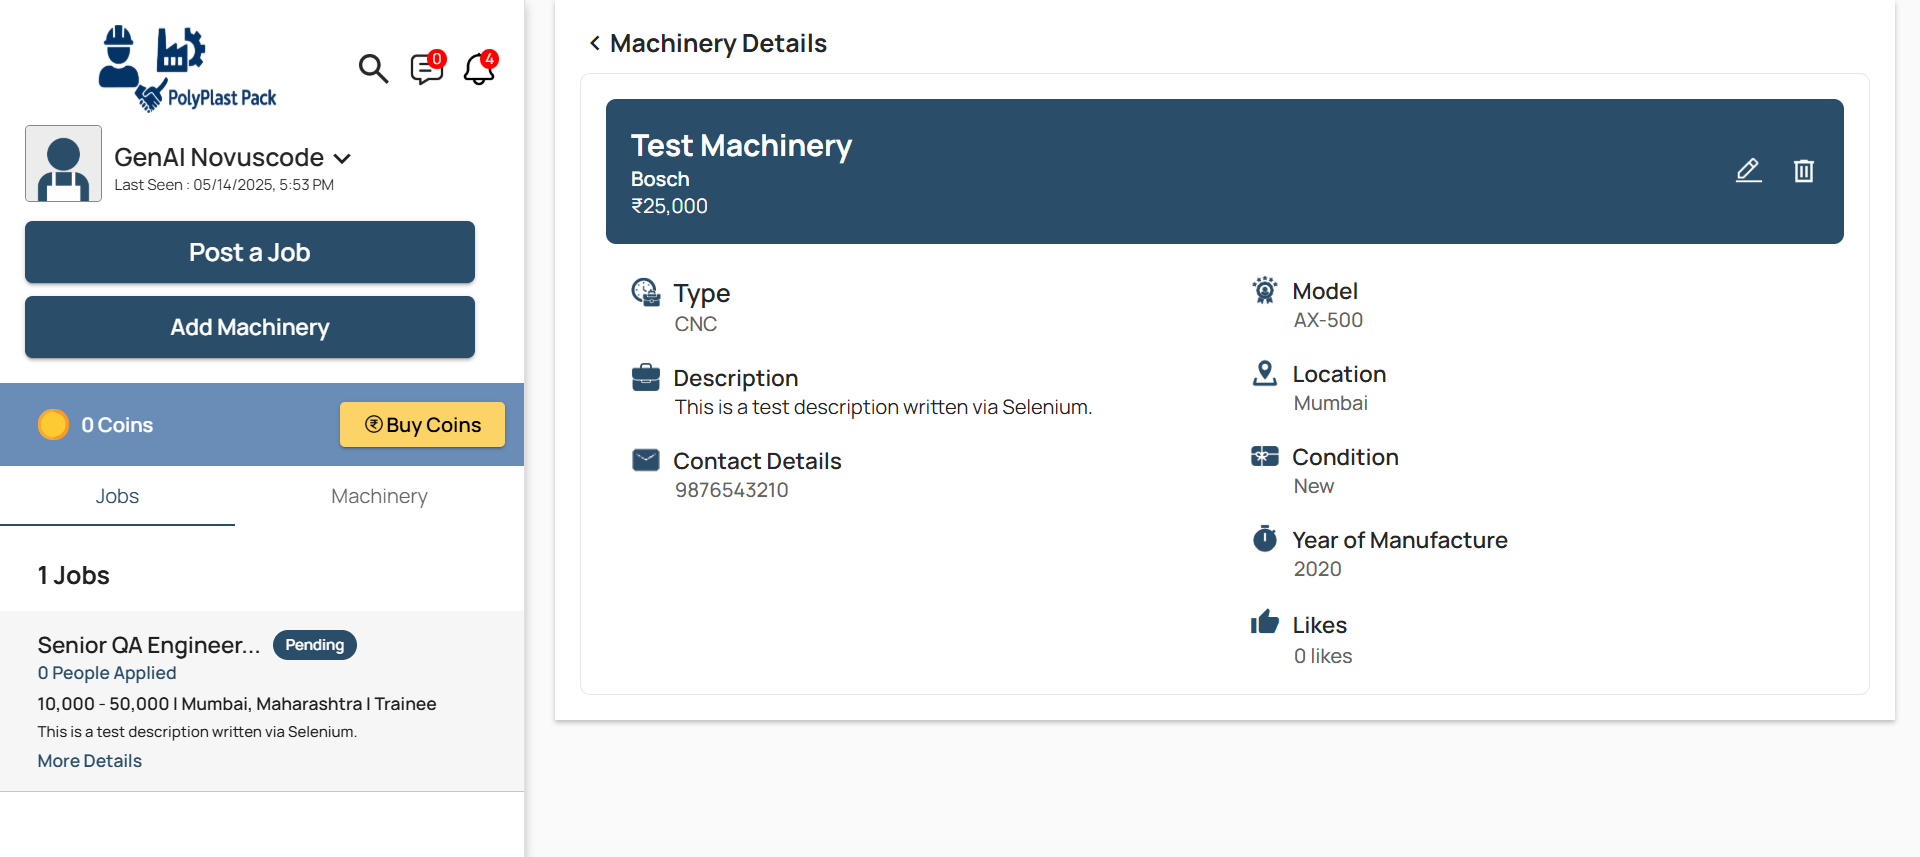 PolyPlast Pack
0
4
GenAI Novuscode
Last Seen : 05/14/2025, 5:53 PM
Post a Job
Add Machinery
0 Coins
Buy Coins
Jobs
Machinery
1 Jobs
Senior QA Engineer...
Pending
0 People Applied
10,000 - 50,000 | Mumbai, Maharashtra | Trainee
This is a test description written via Selenium.
More Details
Machinery Details
Test Machinery
Bosch
₹25,000
Type
CNC
Description
This is a test description written via Selenium.
Contact Details
9876543210
Model
AX-500
Location
Mumbai
Condition
New
Year of Manufacture
2020
Likes
0 likes